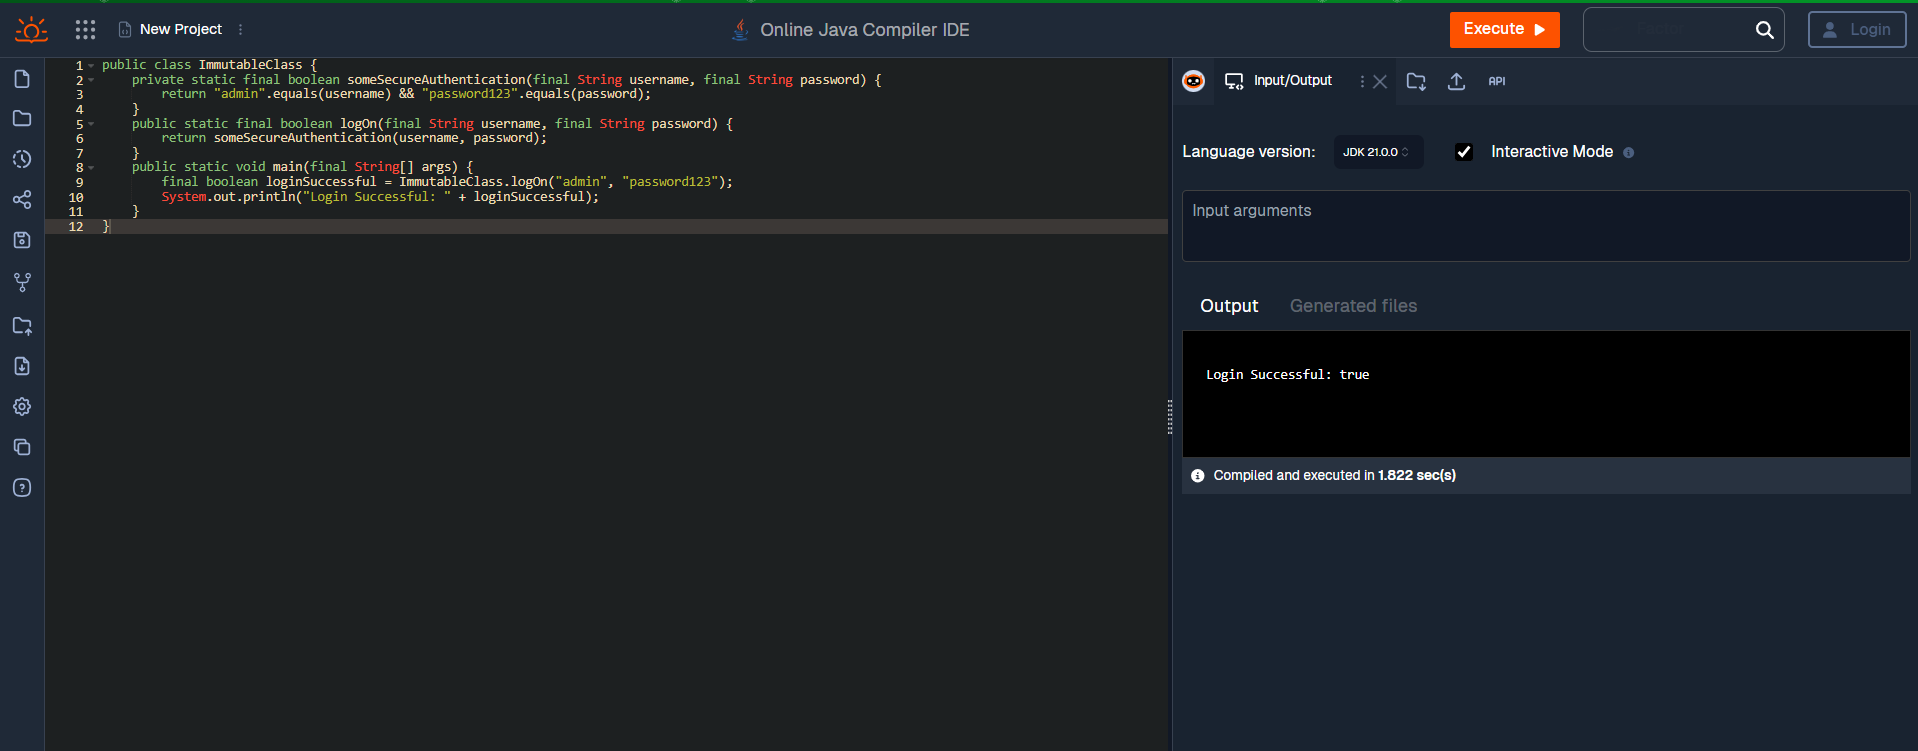 New Project
Online Java Compiler IDE
Execute
Login
1 public class ImmutableClass {
2     private static final boolean someSecureAuthentication(final String username, final String password) {
3         return "admin".equals(username) && "password123".equals(password);
4     }
5     public static final boolean logOn(final String username, final String password) {
6         return someSecureAuthentication(username, password);
7     }
8     public static void main(final String[] args) {
9         final boolean loginSuccessful = ImmutableClass.logOn("admin", "password123");
10         System.out.println("Login Successful: " + loginSuccessful);
11     }
12 }
Input/Output
API
Language version:
JDK 21.0.0
Interactive Mode
Input arguments
Output
Generated files
Login Successful: true
Compiled and executed in 1.822 sec(s)